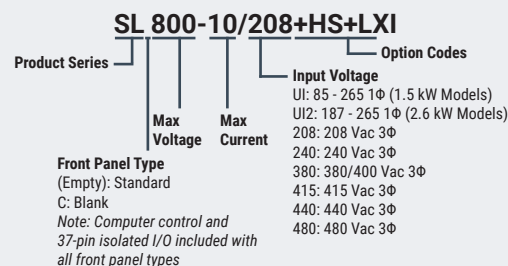 SL 800-10/208+HS+LXI
Product Series
Option Codes
Input Voltage
UI: 85 - 265 1Φ (1.5 kW Models)
UI2: 187 - 265 1Φ (2.6 kW Models)
208: 208 Vac 3Φ
240: 240 Vac 3Φ
380: 380/400 Vac 3Φ
415: 415 Vac 3Φ
440: 440 Vac 3Φ
480: 480 Vac 3Φ
Max
Voltage
Max
Current
Front Panel Type
(Empty): Standard
C: Blank
Note: Computer control and
37-pin isolated I/O included with
all front panel types